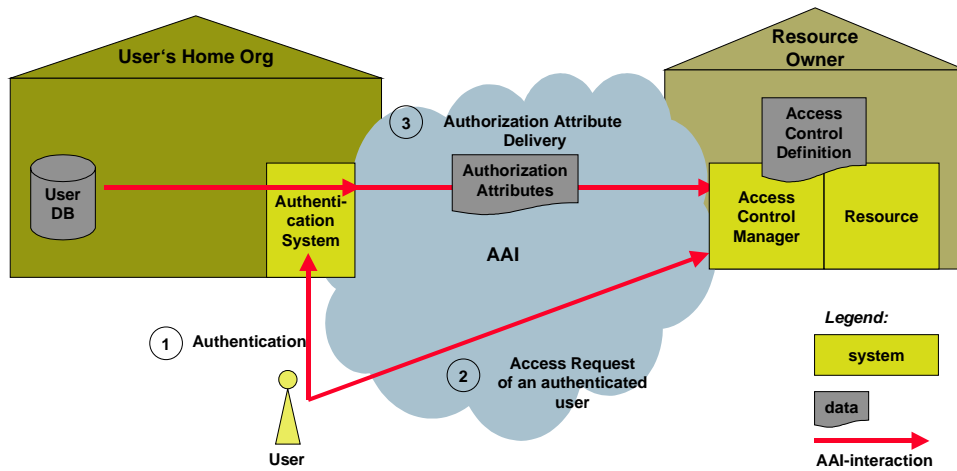 User‘s Home Org
Resource
Owner
3
Authorization Attribute
Delivery
Access
Control
Definition
User
DB
Authenti-
cation
System
Authorization
Attributes
Access
Control
Manager
Resource
AAI
1
Authentication
2
Access Request
of an authenticated
user
User
Legend:
system
data
AAI-interaction